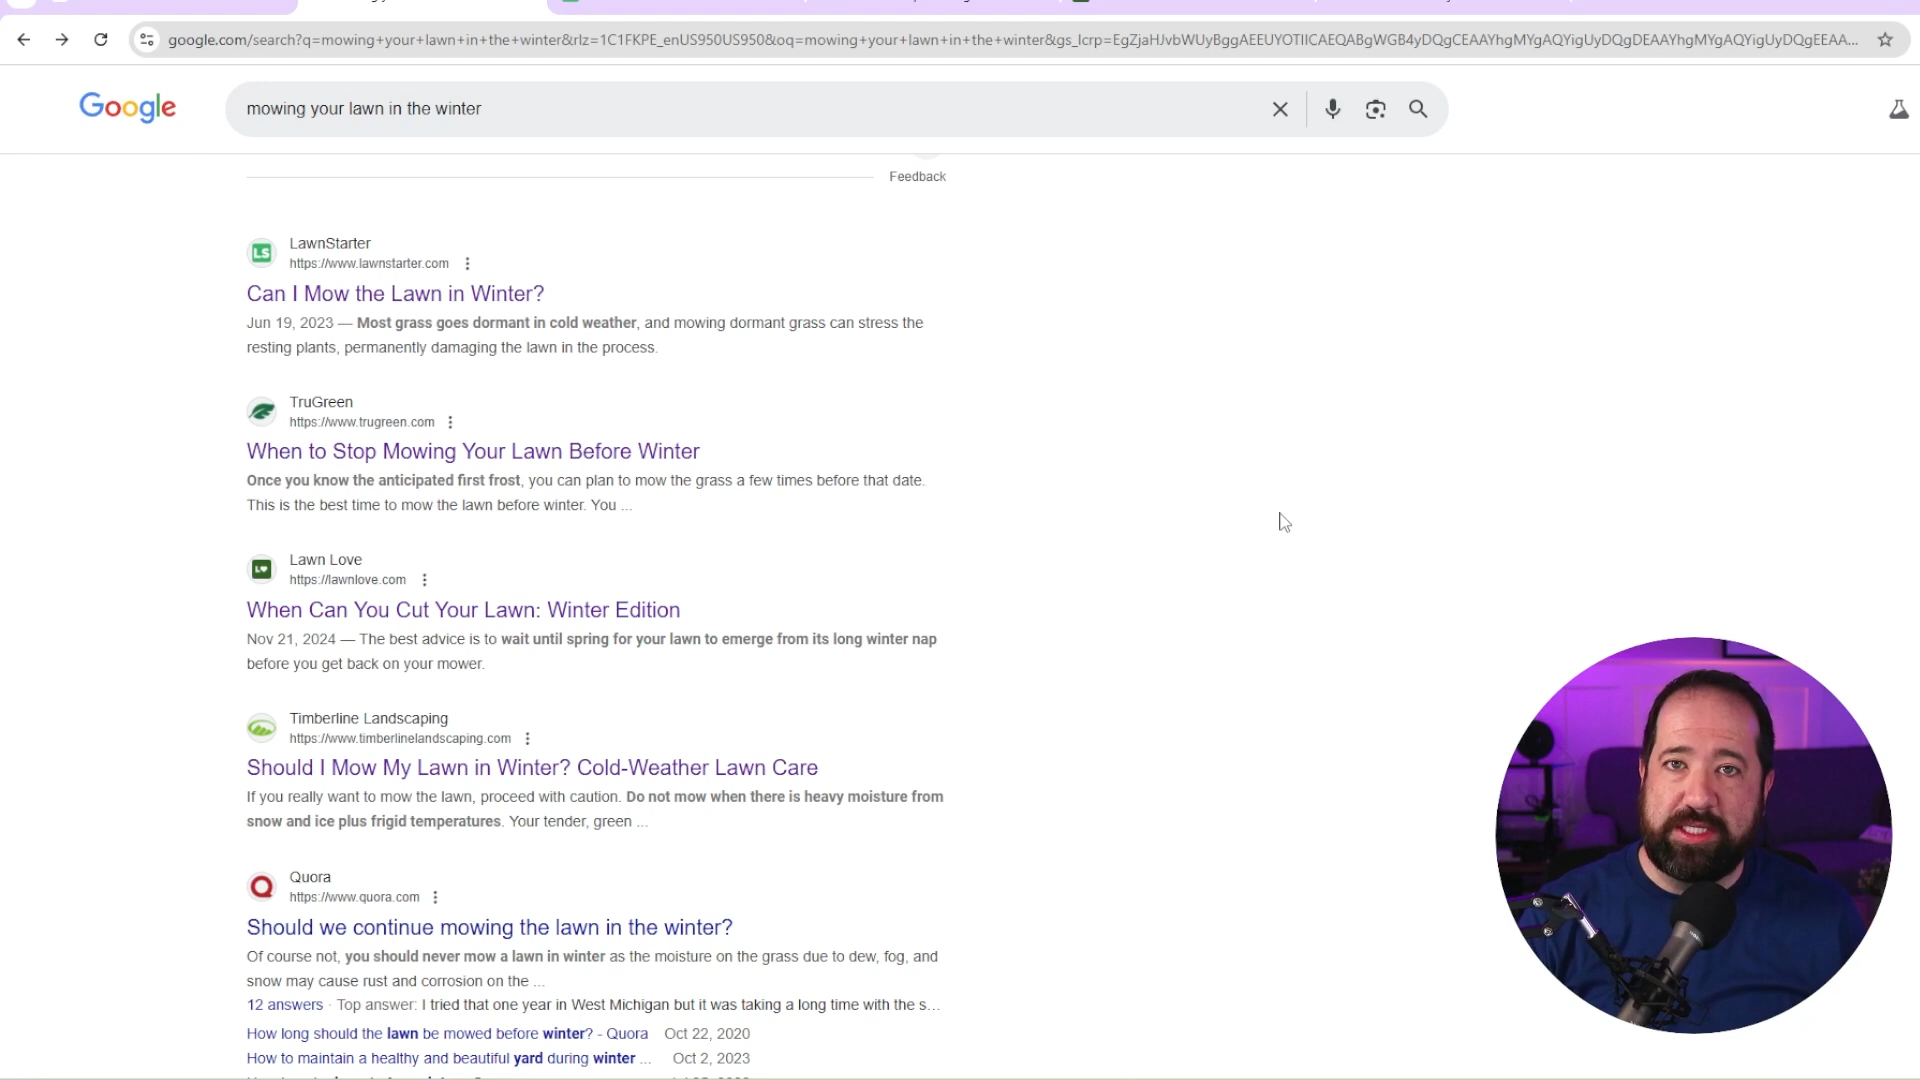 google.com/search?q=mowing+your+lawn+in+the+winter&rlz=1C1FKPE_enUS950US950&oq=mowing+your+lawn+in+the+winter&gs_lcrp=EgZjaHJvbWUyBggAEEUYOTIICAEQABgWGB4yDQgCEAAYhgMYgAQYigUyDQgDEAAYhgMYgAQYigUyDQgEEAA...
Google
mowing your lawn in the winter
Feedback
LS
LawnStarter
https://www.lawnstarter.com
Can I Mow the Lawn in Winter?
Jun 19, 2023 — Most grass goes dormant in cold weather, and mowing dormant grass can stress the
resting plants, permanently damaging the lawn in the process.
TruGreen
https://www.trugreen.com
When to Stop Mowing Your Lawn Before Winter
Once you know the anticipated first frost, you can plan to mow the grass a few times before that date.
This is the best time to mow the lawn before winter. You ...
Lawn Love
https://lawnlove.com
When Can You Cut Your Lawn: Winter Edition
Nov 21, 2024 — The best advice is to wait until spring for your lawn to emerge from its long winter nap
before you get back on your mower.
Timberline Landscaping
https://www.timberlinelandscaping.com
Should I Mow My Lawn in Winter? Cold-Weather Lawn Care
If you really want to mow the lawn, proceed with caution. Do not mow when there is heavy moisture from
snow and ice plus frigid temperatures. Your tender, green ...
Quora
https://www.quora.com
Should we continue mowing the lawn in the winter?
Of course not, you should never mow a lawn in winter as the moisture on the grass due to dew, fog, and
snow may cause rust and corrosion on the ...
12 answers · Top answer: I tried that one year in West Michigan but it was taking a long time with the s...
How long should the lawn be mowed before winter? - Quora Oct 22, 2020
How to maintain a healthy and beautiful yard during winter ... Oct 2, 2023